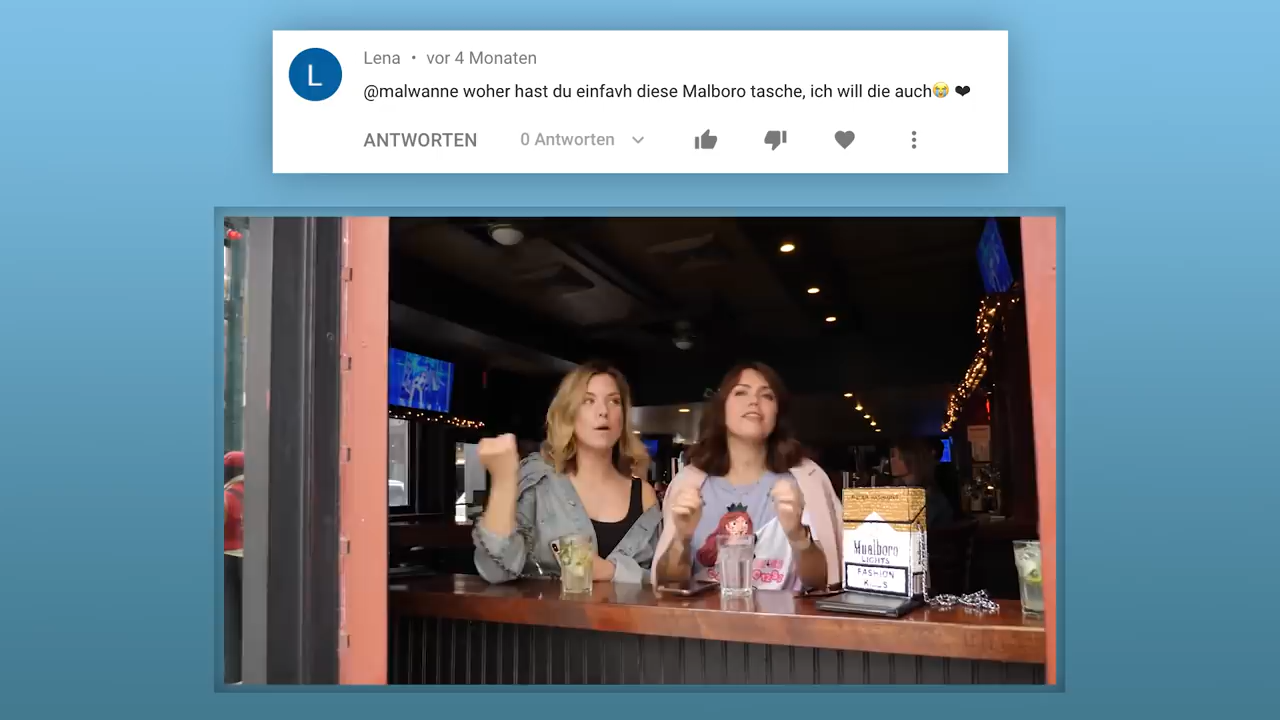 L
Lena • vor 4 Monaten
@malwanne woher hast du einfavh diese Malboro tasche, ich will die auch😭 ❤
ANTWORTEN 0 Antworten
Mualboro
LIGHTS
FASHION